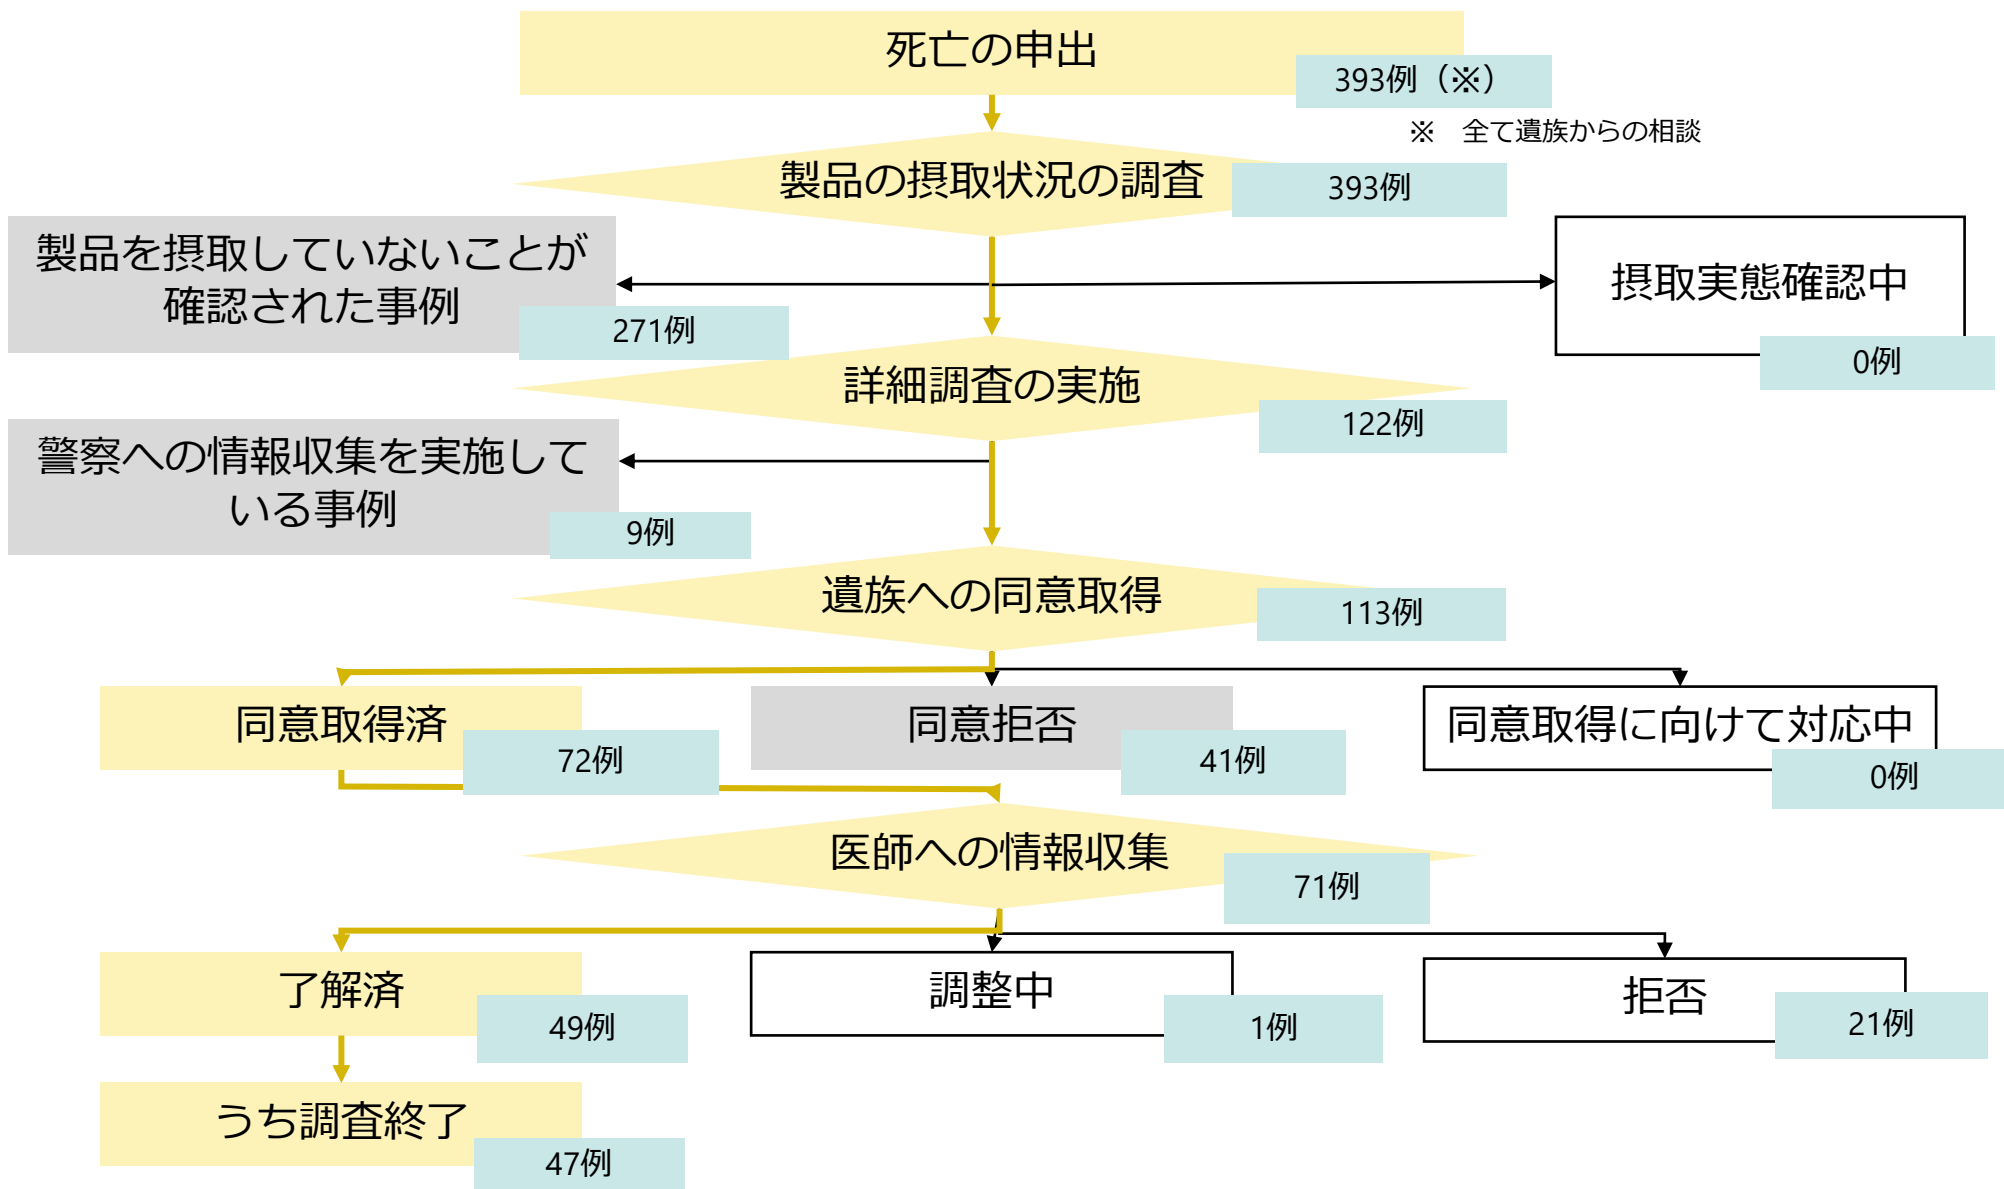 死亡の申出
393例（※）
※　全て遺族からの相談
製品の摂取状況の調査
393例
製品を摂取していないことが
確認された事例
271例
摂取実態確認中
0例
詳細調査の実施
122例
警察への情報収集を実施して
いる事例
9例
遺族への同意取得
113例
同意取得済
72例
同意拒否
41例
同意取得に向けて対応中
0例
医師への情報収集
71例
了解済
49例
調整中
1例
拒否
21例
うち調査終了
47例